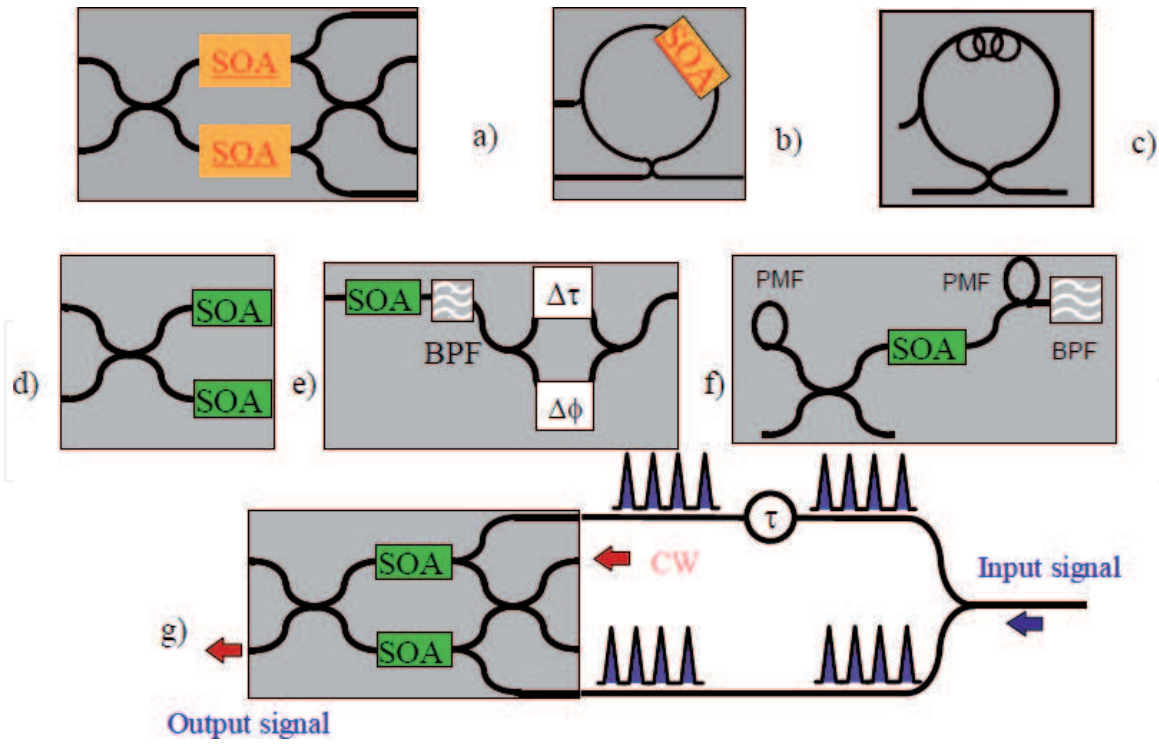 SOA
SOA
a)
SOA
b)
c)
SOA
SOA
d)
SOA
BPF
Δτ
Δϕ
e)
PMF
SOA
PMF
BPF
f)
τ
SOA
CW
SOA
Input signal
g)
Output signal